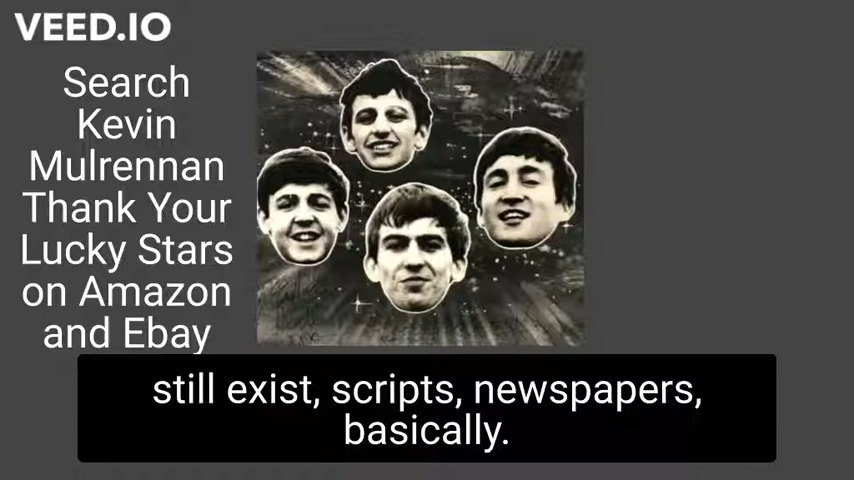 VEED.IO
Search
Kevin
Mulrennan
Thank Your
Lucky Stars
on Amazon
and Ebay
still exist, scripts, newspapers,
basically.